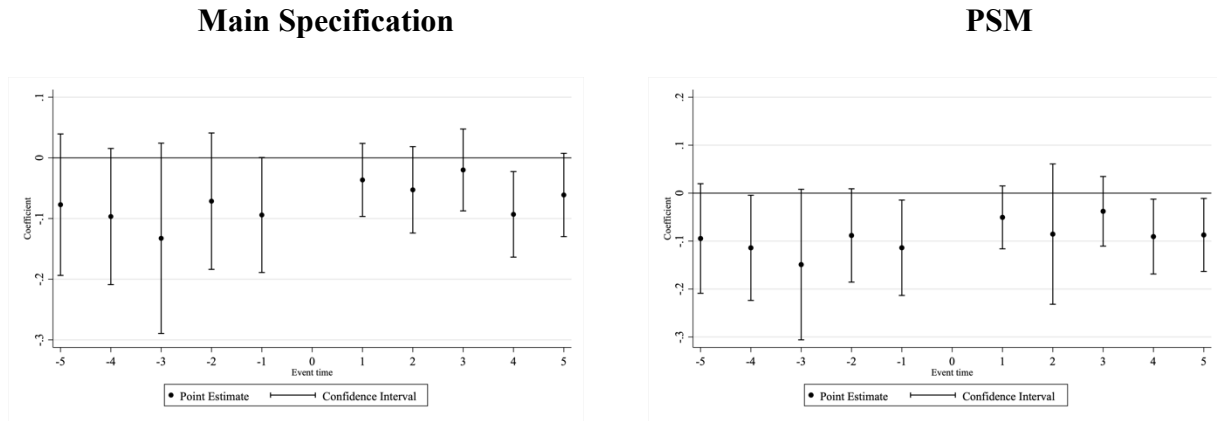 Main Specification
PSM
.1
0
-.1
-.2
-.3
Coefficient
-5 -4 -3 -2 -1 0 1 2 3 4 5
Event time
Point Estimate Confidence Interval
.2
.1
0
-.1
-.2
-.3
Coefficient
-5 -4 -3 -2 -1 0 1 2 3 4 5
Event time
Point Estimate Confidence Interval